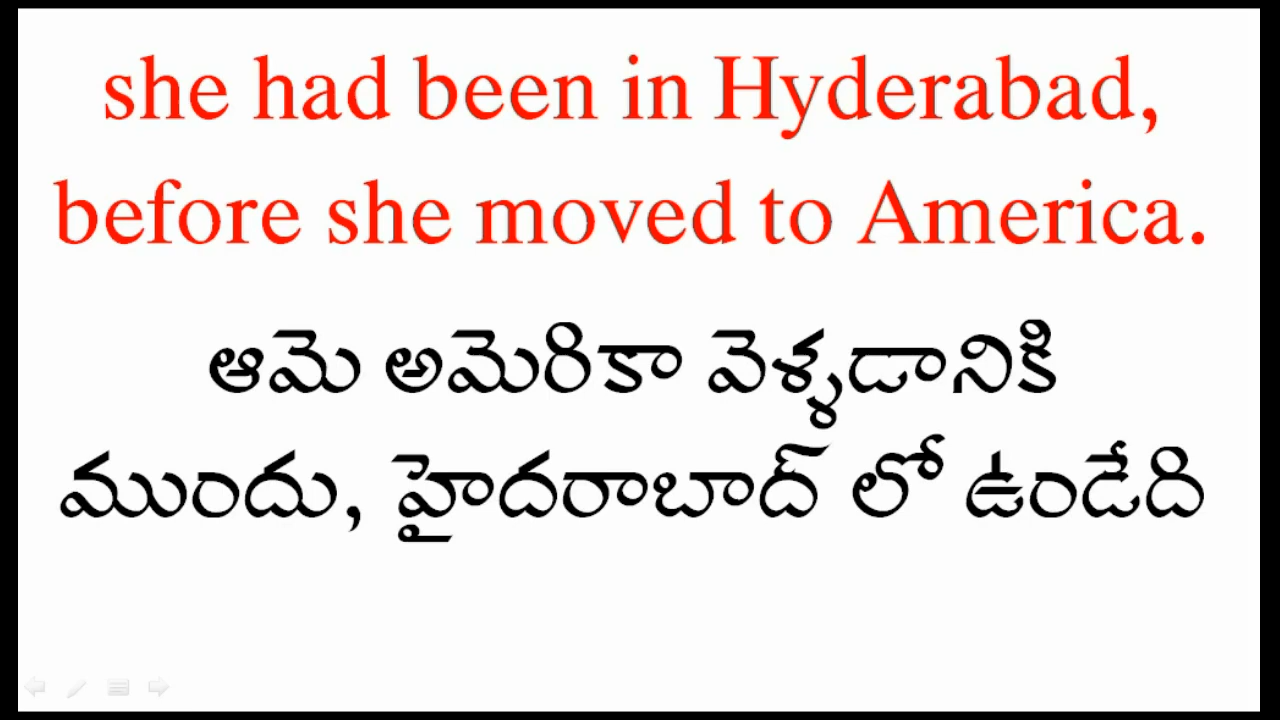 she had been in Hyderabad,
before she moved to America.
ఆమె అమెరికా వెళ్ళడానికి
ముందు, హైదరాబాద్ లో ఉండేది